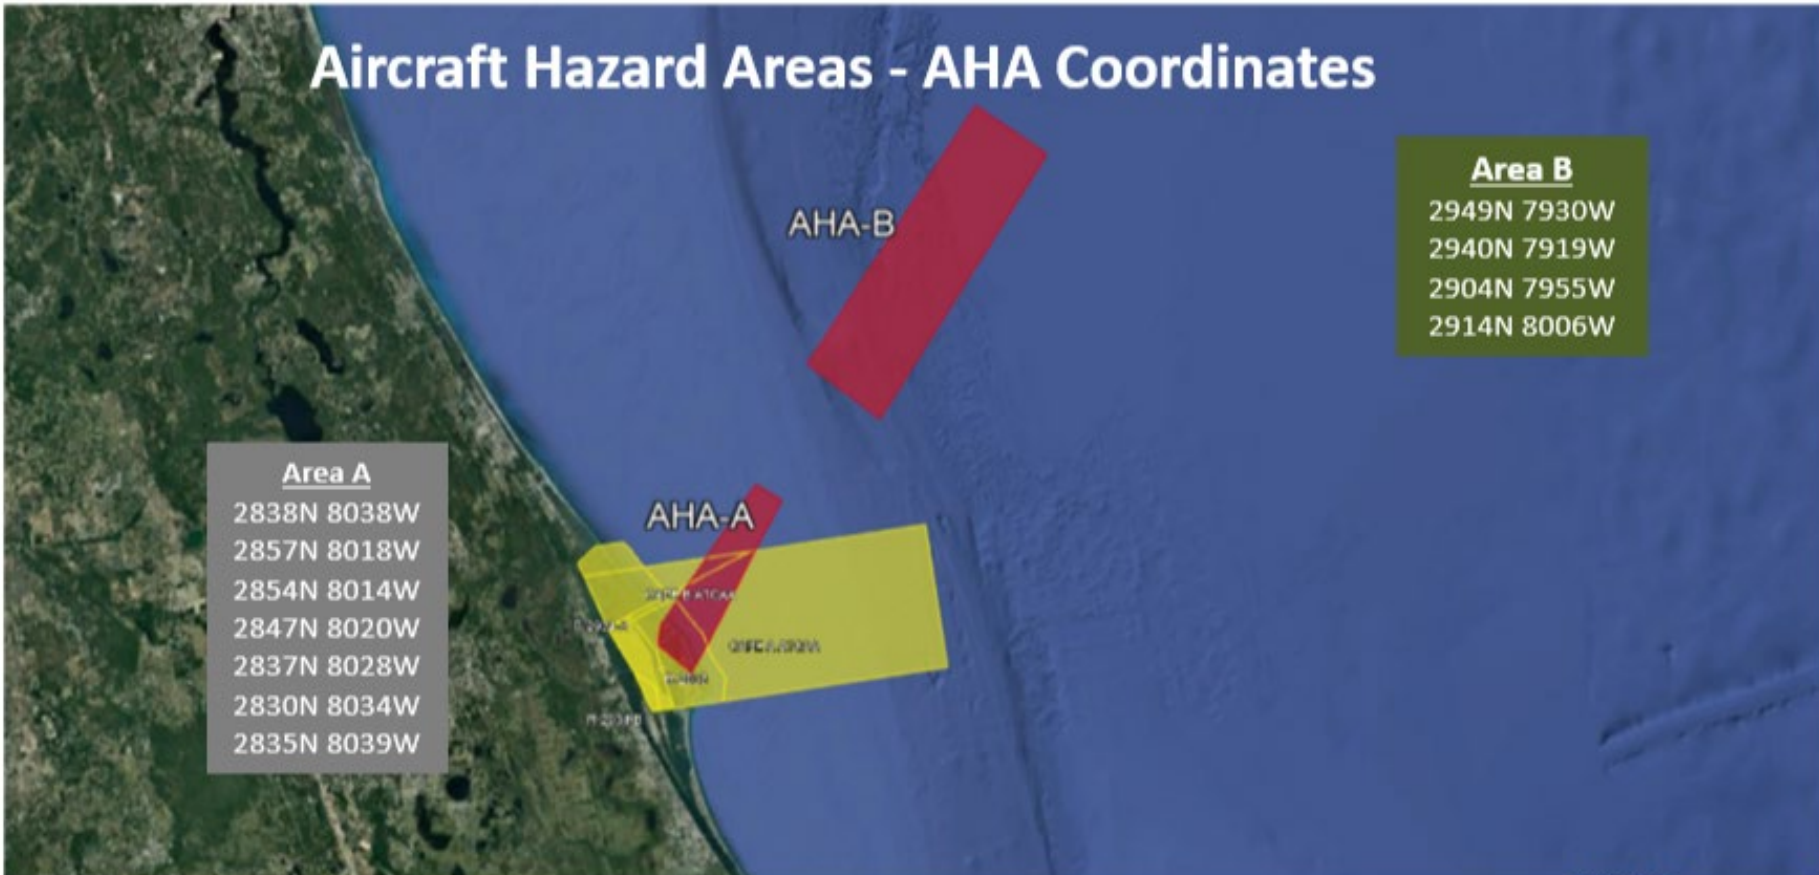 Aircraft Hazard Areas - AHA Coordinates
Area B
2949N 7930W
2940N 7919W
2904N 7955W
2914N 8006W
AHA-B
Area A
2838N 8038W
2857N 8018W
2854N 8014W
2847N 8020W
2837N 8028W
2830N 8034W
2835N 8039W
AHA-A